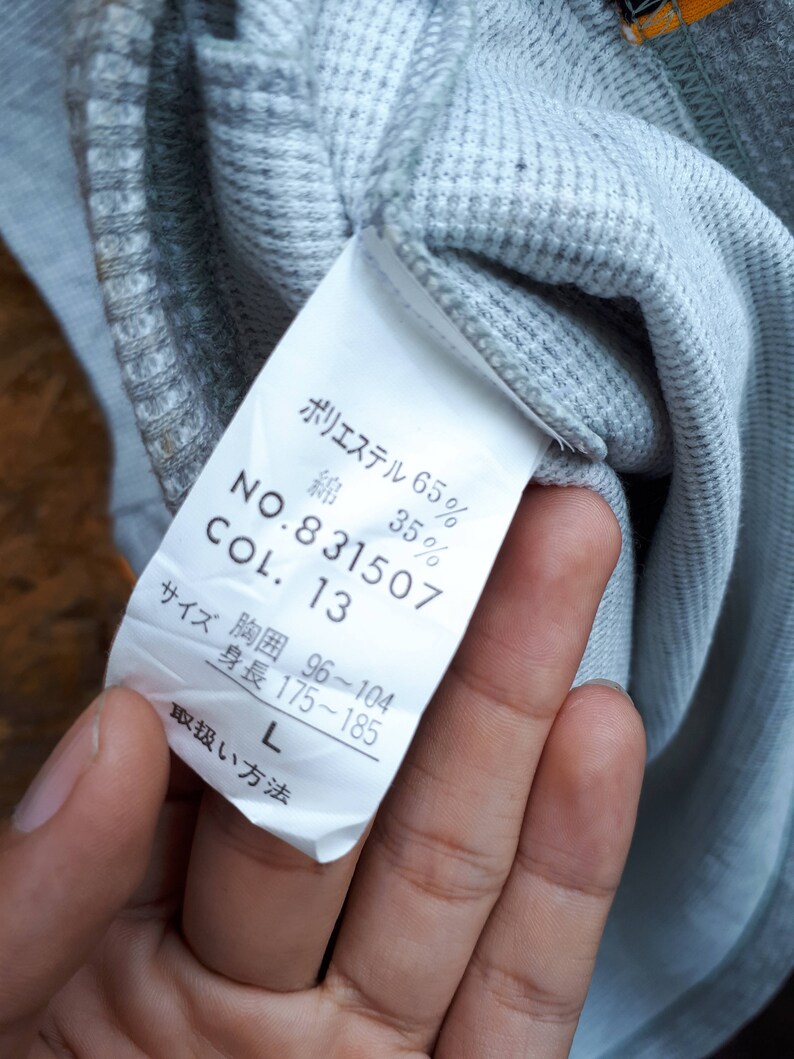 ポリエステル 65%
綿 35%
NO. 831507
COL. 13
サイズ 胸囲 96～104
身長 175～185
L
取扱い方法